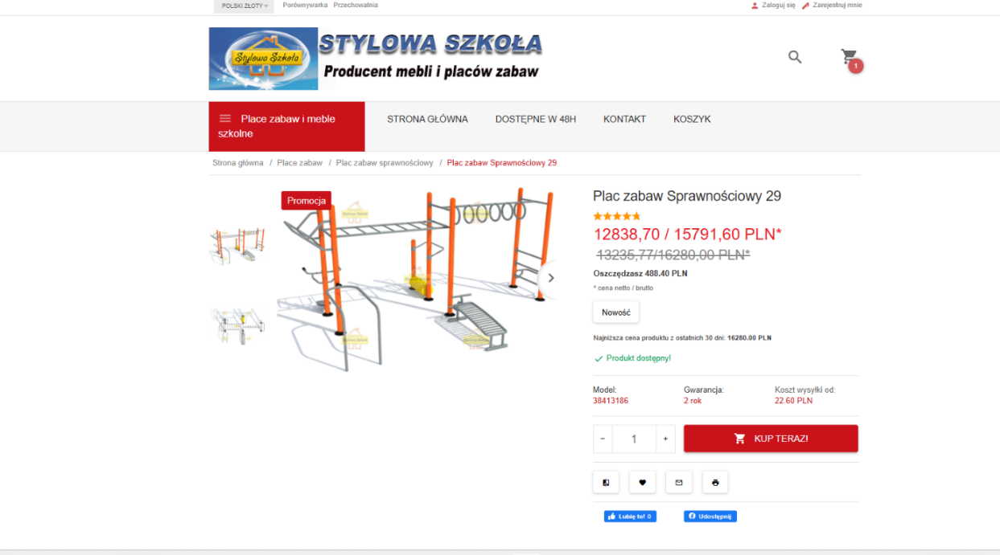 POLSKI ZŁOTY
Porównywarka
Przechowalnia
Zaloguj się
Zarejestruj mnie
Stylowa Szkoła
STYLOWA SZKOŁA
Producent mebli i placów zabaw
1
Place zabaw i meble
szkolne
STRONA GŁÓWNA
DOSTĘPNE W 48H
KONTAKT
KOSZYK
Strona główna / Place zabaw / Plac zabaw sprawnościowy / Plac zabaw Sprawnościowy 29
Promocja
Plac zabaw Sprawnościowy 29
12838,70 / 15791,60 PLN*
13235,77/16280,00 PLN*
Oszczędzasz 488.40 PLN
* cena netto / brutto
Nowość
Najniższa cena produktu z ostatnich 30 dni: 16280.00 PLN
Produkt dostępny!
Model:
38413186
Gwarancja:
2 rok
Koszt wysyłki od:
22.60 PLN
- 1 +
KUP TERAZ!
Lubię to! 0
Udostępnij